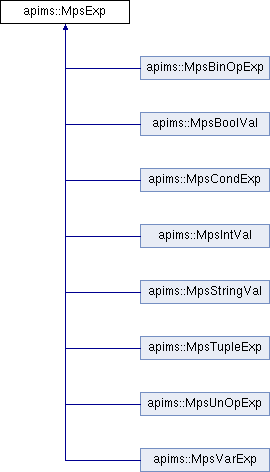 apims::MpsExp
apims::MpsBinOpExp
apims::MpsBoolVal
apims::MpsCondExp
apims::MpsIntVal
apims::MpsStringVal
apims::MpsTupleExp
apims::MpsUnOpExp
apims::MpsVarExp